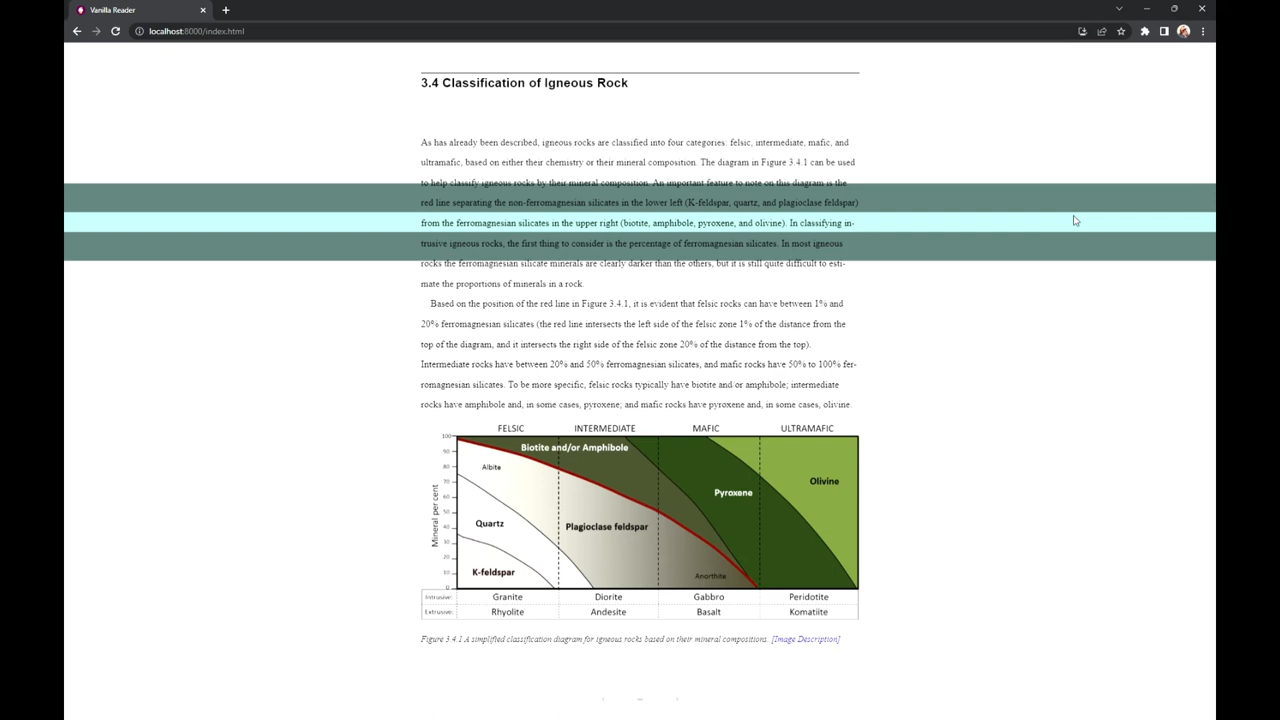 Vanilla Reader
localhost:8000/index.html
3.4 Classification of Igneous Rock
As has already been described, igneous rocks are classified into four categories: felsic, intermediate, mafic, and
ultramafic, based on either their chemistry or their mineral composition. The diagram in Figure 3.4.1 can be used
to help classify igneous rocks by their mineral composition. An important feature to note on this diagram is the
red line separating the non-ferromagnesian silicates in the lower left (K-feldspar, quartz, and plagioclase feldspar)
from the ferromagnesian silicates in the upper right (biotite, amphibole, pyroxene, and olivine). In classifying in-
trusive igneous rocks, the first thing to consider is the percentage of ferromagnesian silicates. In most igneous
rocks the ferromagnesian silicate minerals are clearly darker than the others, but it is still quite difficult to esti-
mate the proportions of minerals in a rock.
Based on the position of the red line in Figure 3.4.1, it is evident that felsic rocks can have between 1% and
20% ferromagnesian silicates (the red line intersects the left side of the felsic zone 1% of the distance from the
top of the diagram, and it intersects the right side of the felsic zone 20% of the distance from the top).
Intermediate rocks have between 20% and 50% ferromagnesian silicates, and mafic rocks have 50% to 100% fer-
romagnesian silicates. To be more specific, felsic rocks typically have biotite and/or amphibole; intermediate
rocks have amphibole and, in some cases, pyroxene; and mafic rocks have pyroxene and, in some cases, olivine.
FELSIC INTERMEDIATE MAFIC ULTRAMAFIC
100
90
80
70
60
50
40
30
20
10
0
Mineral per cent
Biotite and/or Amphibole
Albite
Olivine
Pyroxene
Quartz
Plagioclase feldspar
K-feldspar
Anorthite
Intrusive: Granite Diorite Gabbro Peridotite
Extrusive: Rhyolite Andesite Basalt Komatiite
Figure 3.4.1 A simplified classification diagram for igneous rocks based on their mineral compositions. [Image Description]